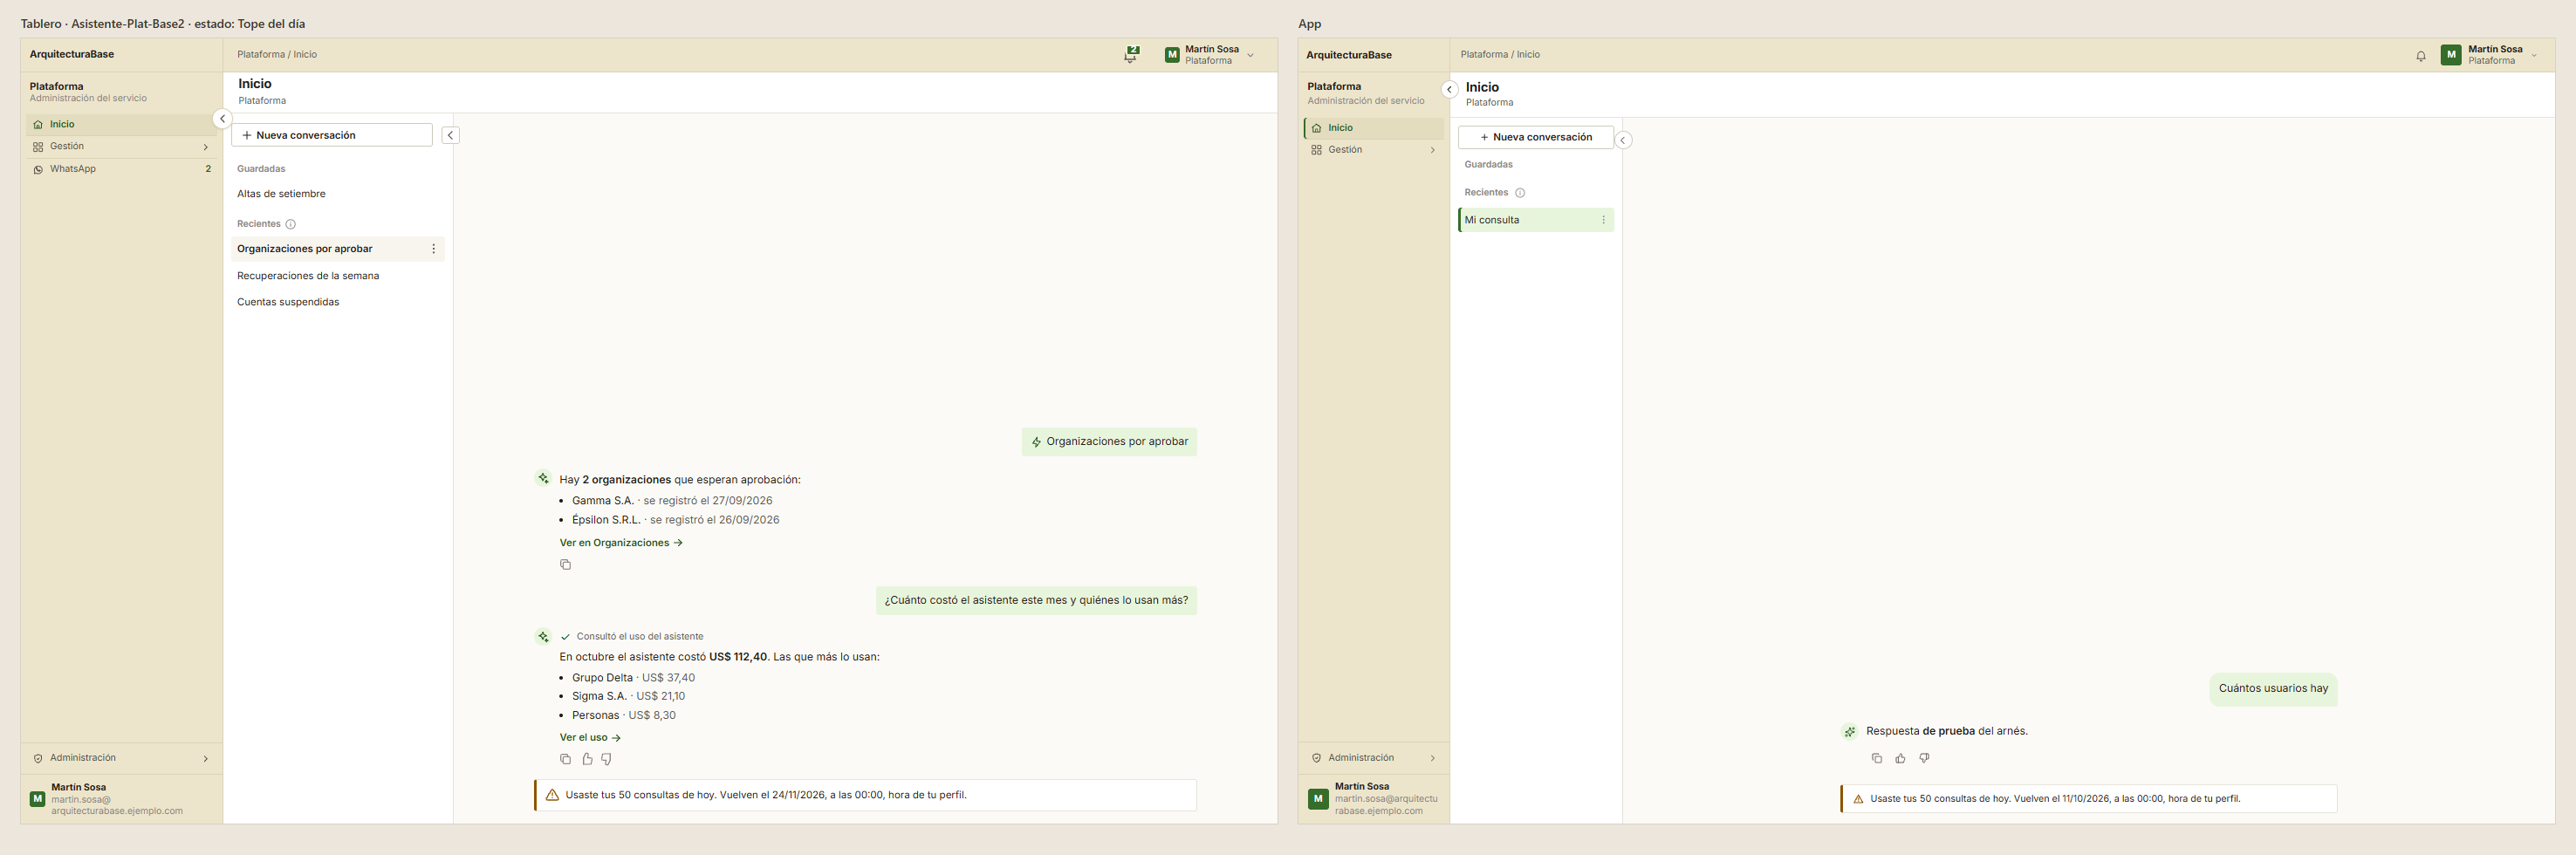 Tablero · Asistente-Plat-Base2 · estado: Tope del día
ArquitecturaBase
Plataforma / Inicio
2
M
Martín Sosa
Plataforma
Plataforma
Administración del servicio
Inicio
Gestión
WhatsApp
2
Inicio
Plataforma
Nueva conversación
Guardadas
Altas de setiembre
Recientes
Organizaciones por aprobar
Recuperaciones de la semana
Cuentas suspendidas
Organizaciones por aprobar
Hay 2 organizaciones que esperan aprobación:
• Gamma S.A. · se registró el 27/09/2026
• Épsilon S.R.L. · se registró el 26/09/2026
Ver en Organizaciones →
¿Cuánto costó el asistente este mes y quiénes lo usan más?
Consultó el uso del asistente
En octubre el asistente costó US$ 112,40. Las que más lo usan:
• Grupo Delta · US$ 37,40
• Sigma S.A. · US$ 21,10
• Personas · US$ 8,30
Ver el uso →
Usaste tus 50 consultas de hoy. Vuelven el 24/11/2026, a las 00:00, hora de tu perfil.
Administración
M
Martín Sosa
martin.sosa@
arquitecturabase.ejemplo.com
App
ArquitecturaBase
Plataforma / Inicio
M
Martín Sosa
Plataforma
Plataforma
Administración del servicio
Inicio
Gestión
Inicio
Plataforma
Nueva conversación
Guardadas
Recientes
Mi consulta
Cuántos usuarios hay
Respuesta de prueba del arnés.
Usaste tus 50 consultas de hoy. Vuelven el 11/10/2026, a las 00:00, hora de tu perfil.
Administración
M
Martín Sosa
martin.sosa@arquitectu
rabase.ejemplo.com